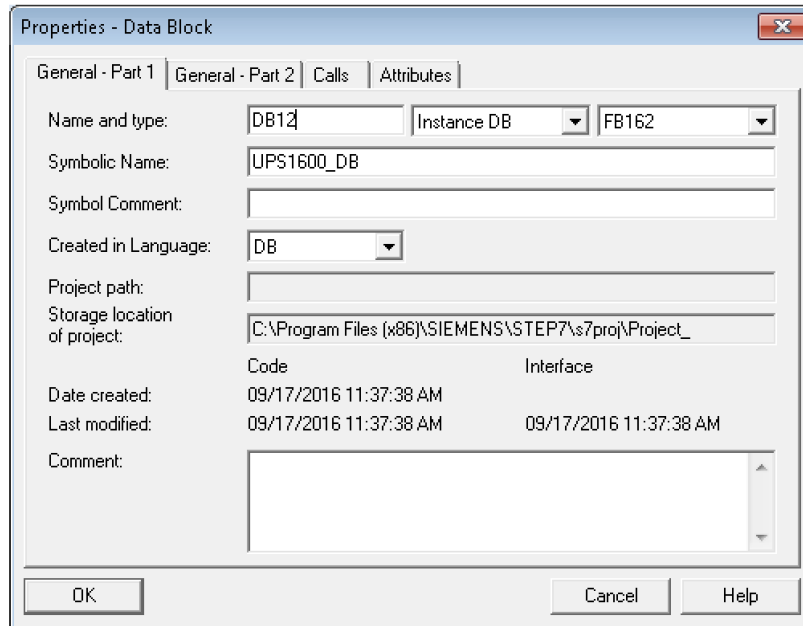 Properties - Data Block
General - Part 1 General - Part 2 Calls Attributes
Name and type: DB12 Instance DB FB162
Symbolic Name: UPS1600_DB
Symbol Comment:
Created in Language: DB
Project path:
Storage location
of project: C:\Program Files (x86)\SIEMENS\STEP7\s7proj\Project_
Code Interface
Date created: 09/17/2016 11:37:38 AM
Last modified: 09/17/2016 11:37:38 AM 09/17/2016 11:37:38 AM
Comment:
OK Cancel Help